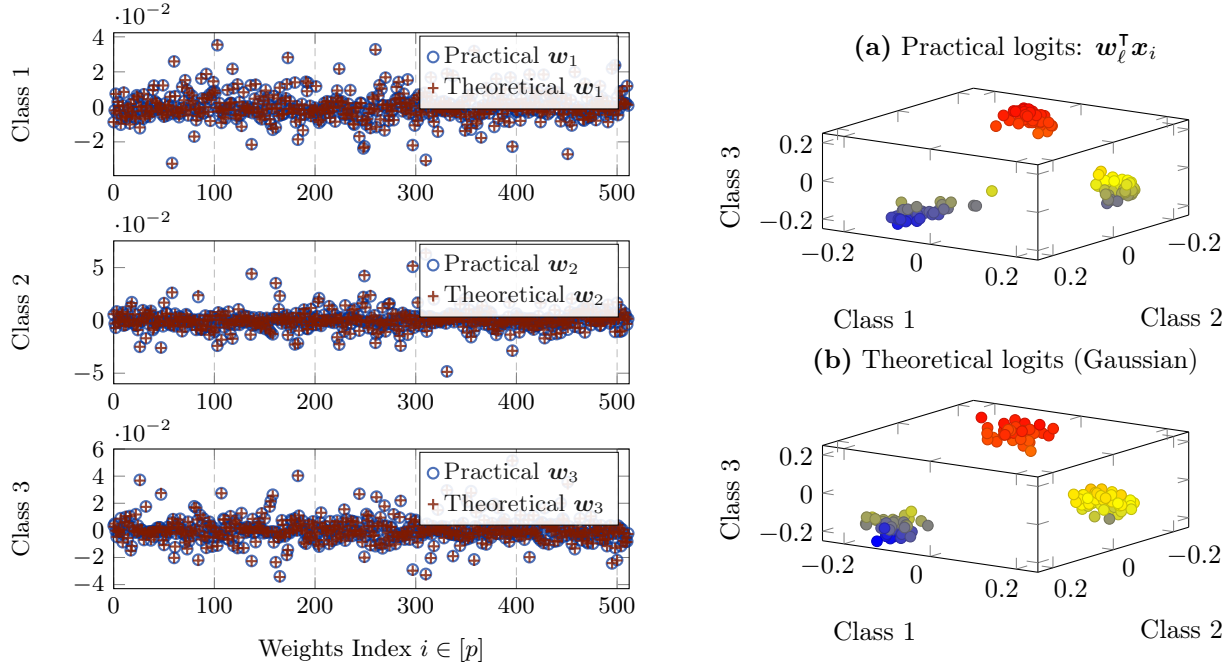 ·10⁻²
4
2
0
−2
0 100 200 300 400 500
Class 1
Practical w₁
Theoretical w₁
·10⁻²
5
0
−5
0 100 200 300 400 500
Class 2
Practical w₂
Theoretical w₂
·10⁻²
6
4
2
0
−2
−4
0 100 200 300 400 500
Class 3
Practical w₃
Theoretical w₃
Weights Index i ∈ [p]
(a) Practical logits: wℓᵀxᵢ
0.2
0
−0.2
Class 3
−0.2 0 0.2
Class 1
0.2 0 −0.2
Class 2
(b) Theoretical logits (Gaussian)
0.2
0
−0.2
Class 3
−0.2 0 0.2
Class 1
0.2 0 −0.2
Class 2